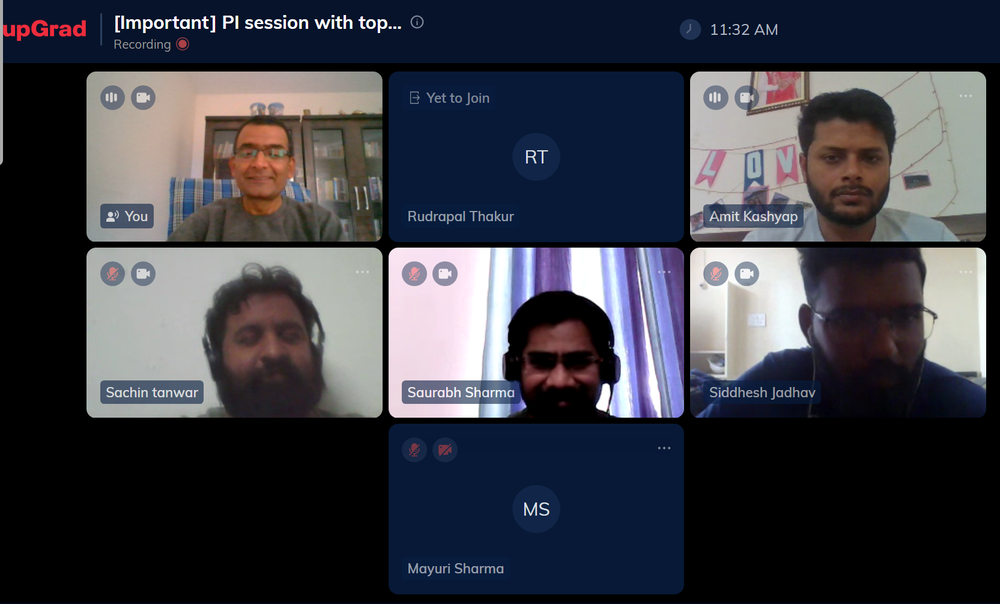 upGrad
[Important] PI session with top...
Recording
11:32 AM
You
Yet to Join
RT
Rudrapal Thakur
LOV
Amit Kashyap
Sachin tanwar
Saurabh Sharma
Siddhesh Jadhav
MS
Mayuri Sharma